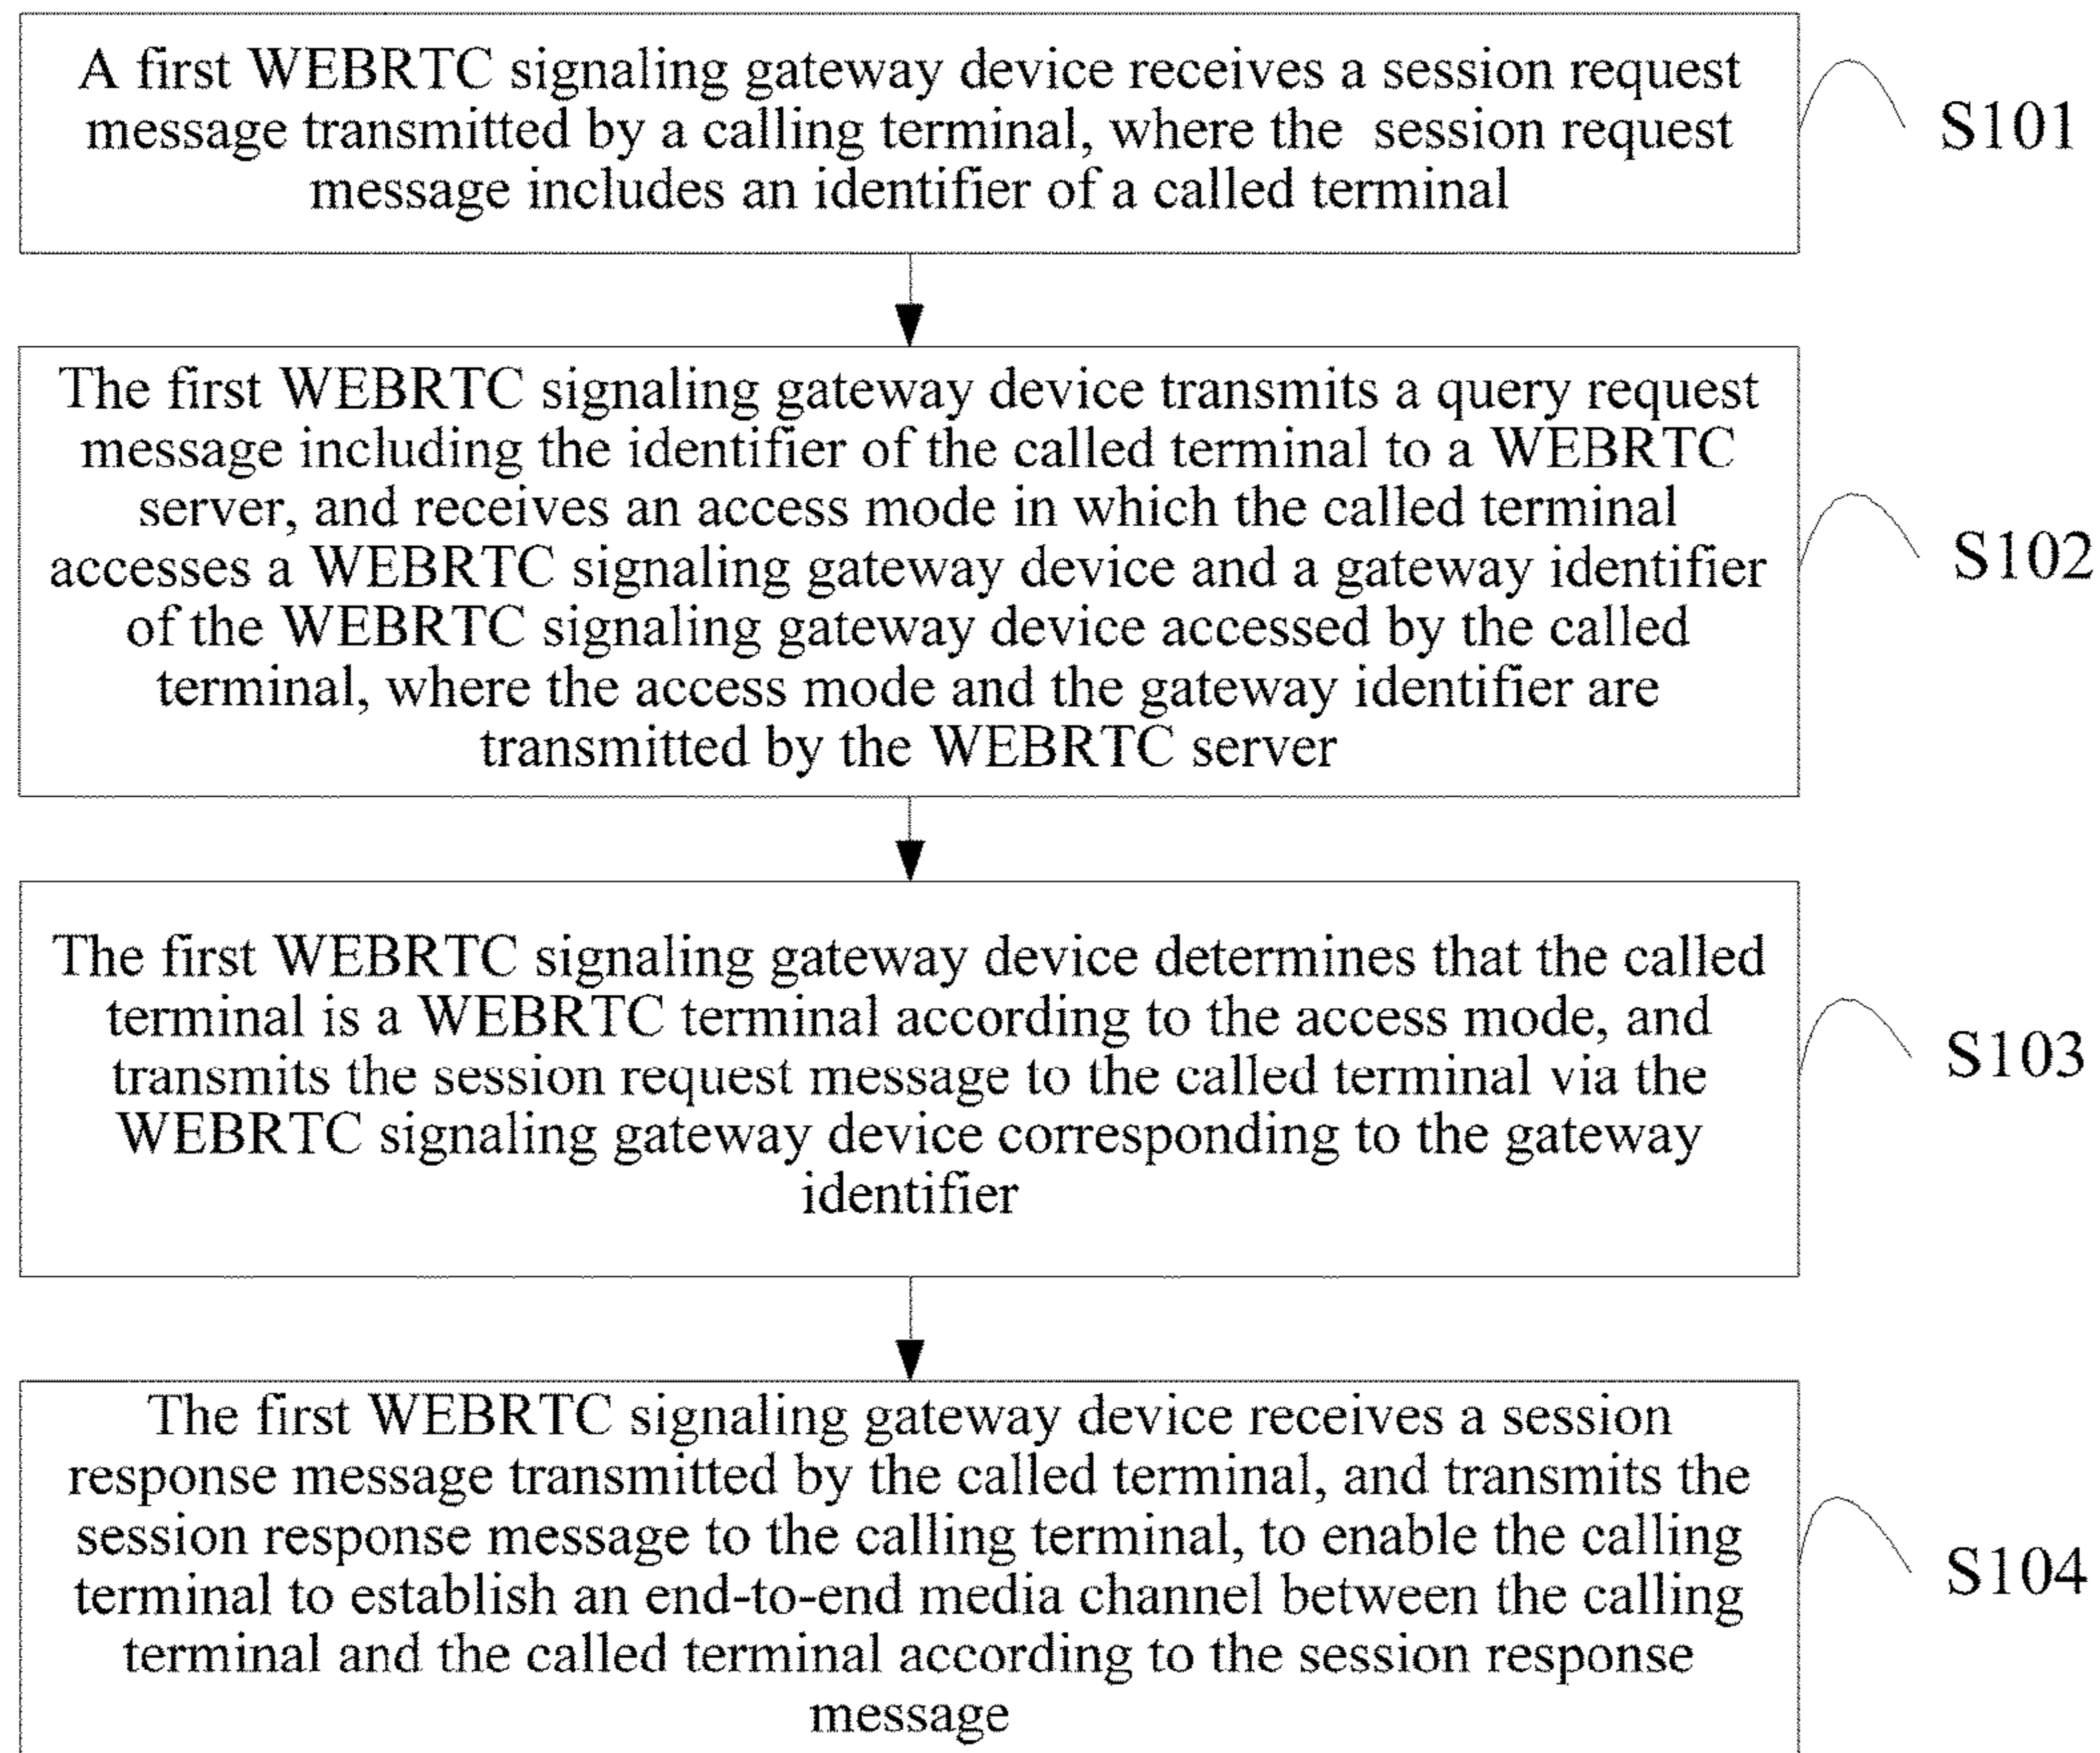 A first WEBRTC signaling gateway device receives a session request
message transmitted by a calling terminal, where the session request
message includes an identifier of a called terminal
S101
The first WEBRTC signaling gateway device transmits a query request
message including the identifier of the called terminal to a WEBRTC
server, and receives an access mode in which the called terminal
accesses a WEBRTC signaling gateway device and a gateway identifier
of the WEBRTC signaling gateway device accessed by the called
terminal, where the access mode and the gateway identifier are
transmitted by the WEBRTC server
S102
The first WEBRTC signaling gateway device determines that the called
terminal is a WEBRTC terminal according to the access mode, and
transmits the session request message to the called terminal via the
WEBRTC signaling gateway device corresponding to the gateway
identifier
S103
The first WEBRTC signaling gateway device receives a session
response message transmitted by the called terminal, and transmits the
session response message to the calling terminal, to enable the calling
terminal to establish an end-to-end media channel between the calling
terminal and the called terminal according to the session response
message
S104